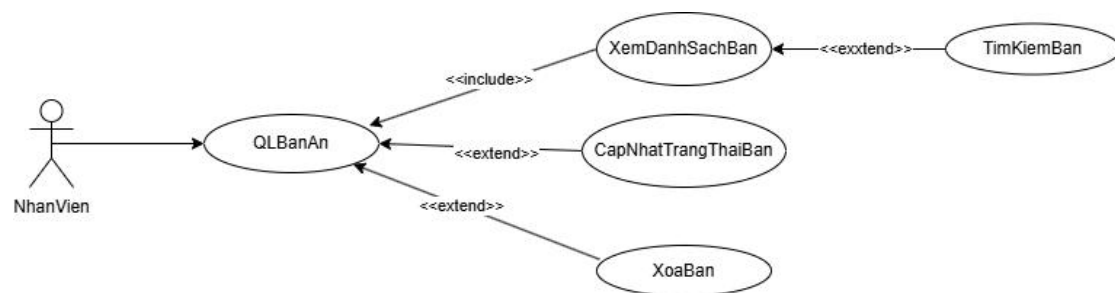 XemDanhSachBan
<<exxtend>>
TimKiemBan
<<include>>
QLBanAn
<<extend>>
CapNhatTrangThaiBan
NhanVien
<<extend>>
XoaBan